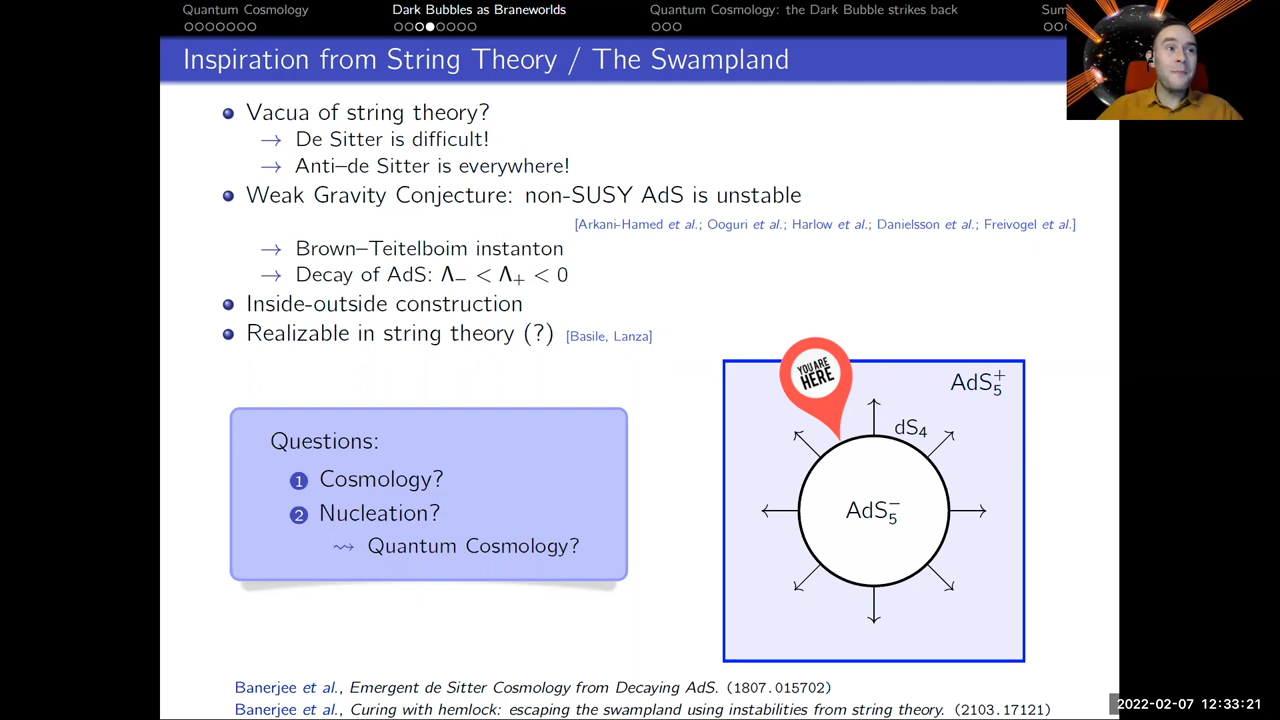 Quantum Cosmology Dark Bubbles as Braneworlds Quantum Cosmology: the Dark Bubble strikes back Sum
Inspiration from String Theory / The Swampland
Vacua of string theory?
→ De Sitter is difficult!
→ Anti–de Sitter is everywhere!
Weak Gravity Conjecture: non-SUSY AdS is unstable
[Arkani-Hamed et al.; Ooguri et al.; Harlow et al.; Danielsson et al.; Freivogel et al.]
→ Brown–Teitelboim instanton
→ Decay of AdS: Λ₋ < Λ₊ < 0
Inside-outside construction
Realizable in string theory (?) [Basile, Lanza]
Questions:
1 Cosmology?
2 Nucleation?
⇝ Quantum Cosmology?
YOU ARE
HERE
AdS₅⁺
dS₄
AdS₅⁻
Banerjee et al., Emergent de Sitter Cosmology from Decaying AdS. (1807.015702)
Banerjee et al., Curing with hemlock: escaping the swampland using instabilities from string theory. (2103.17121)
2022-02-07 12:33:21